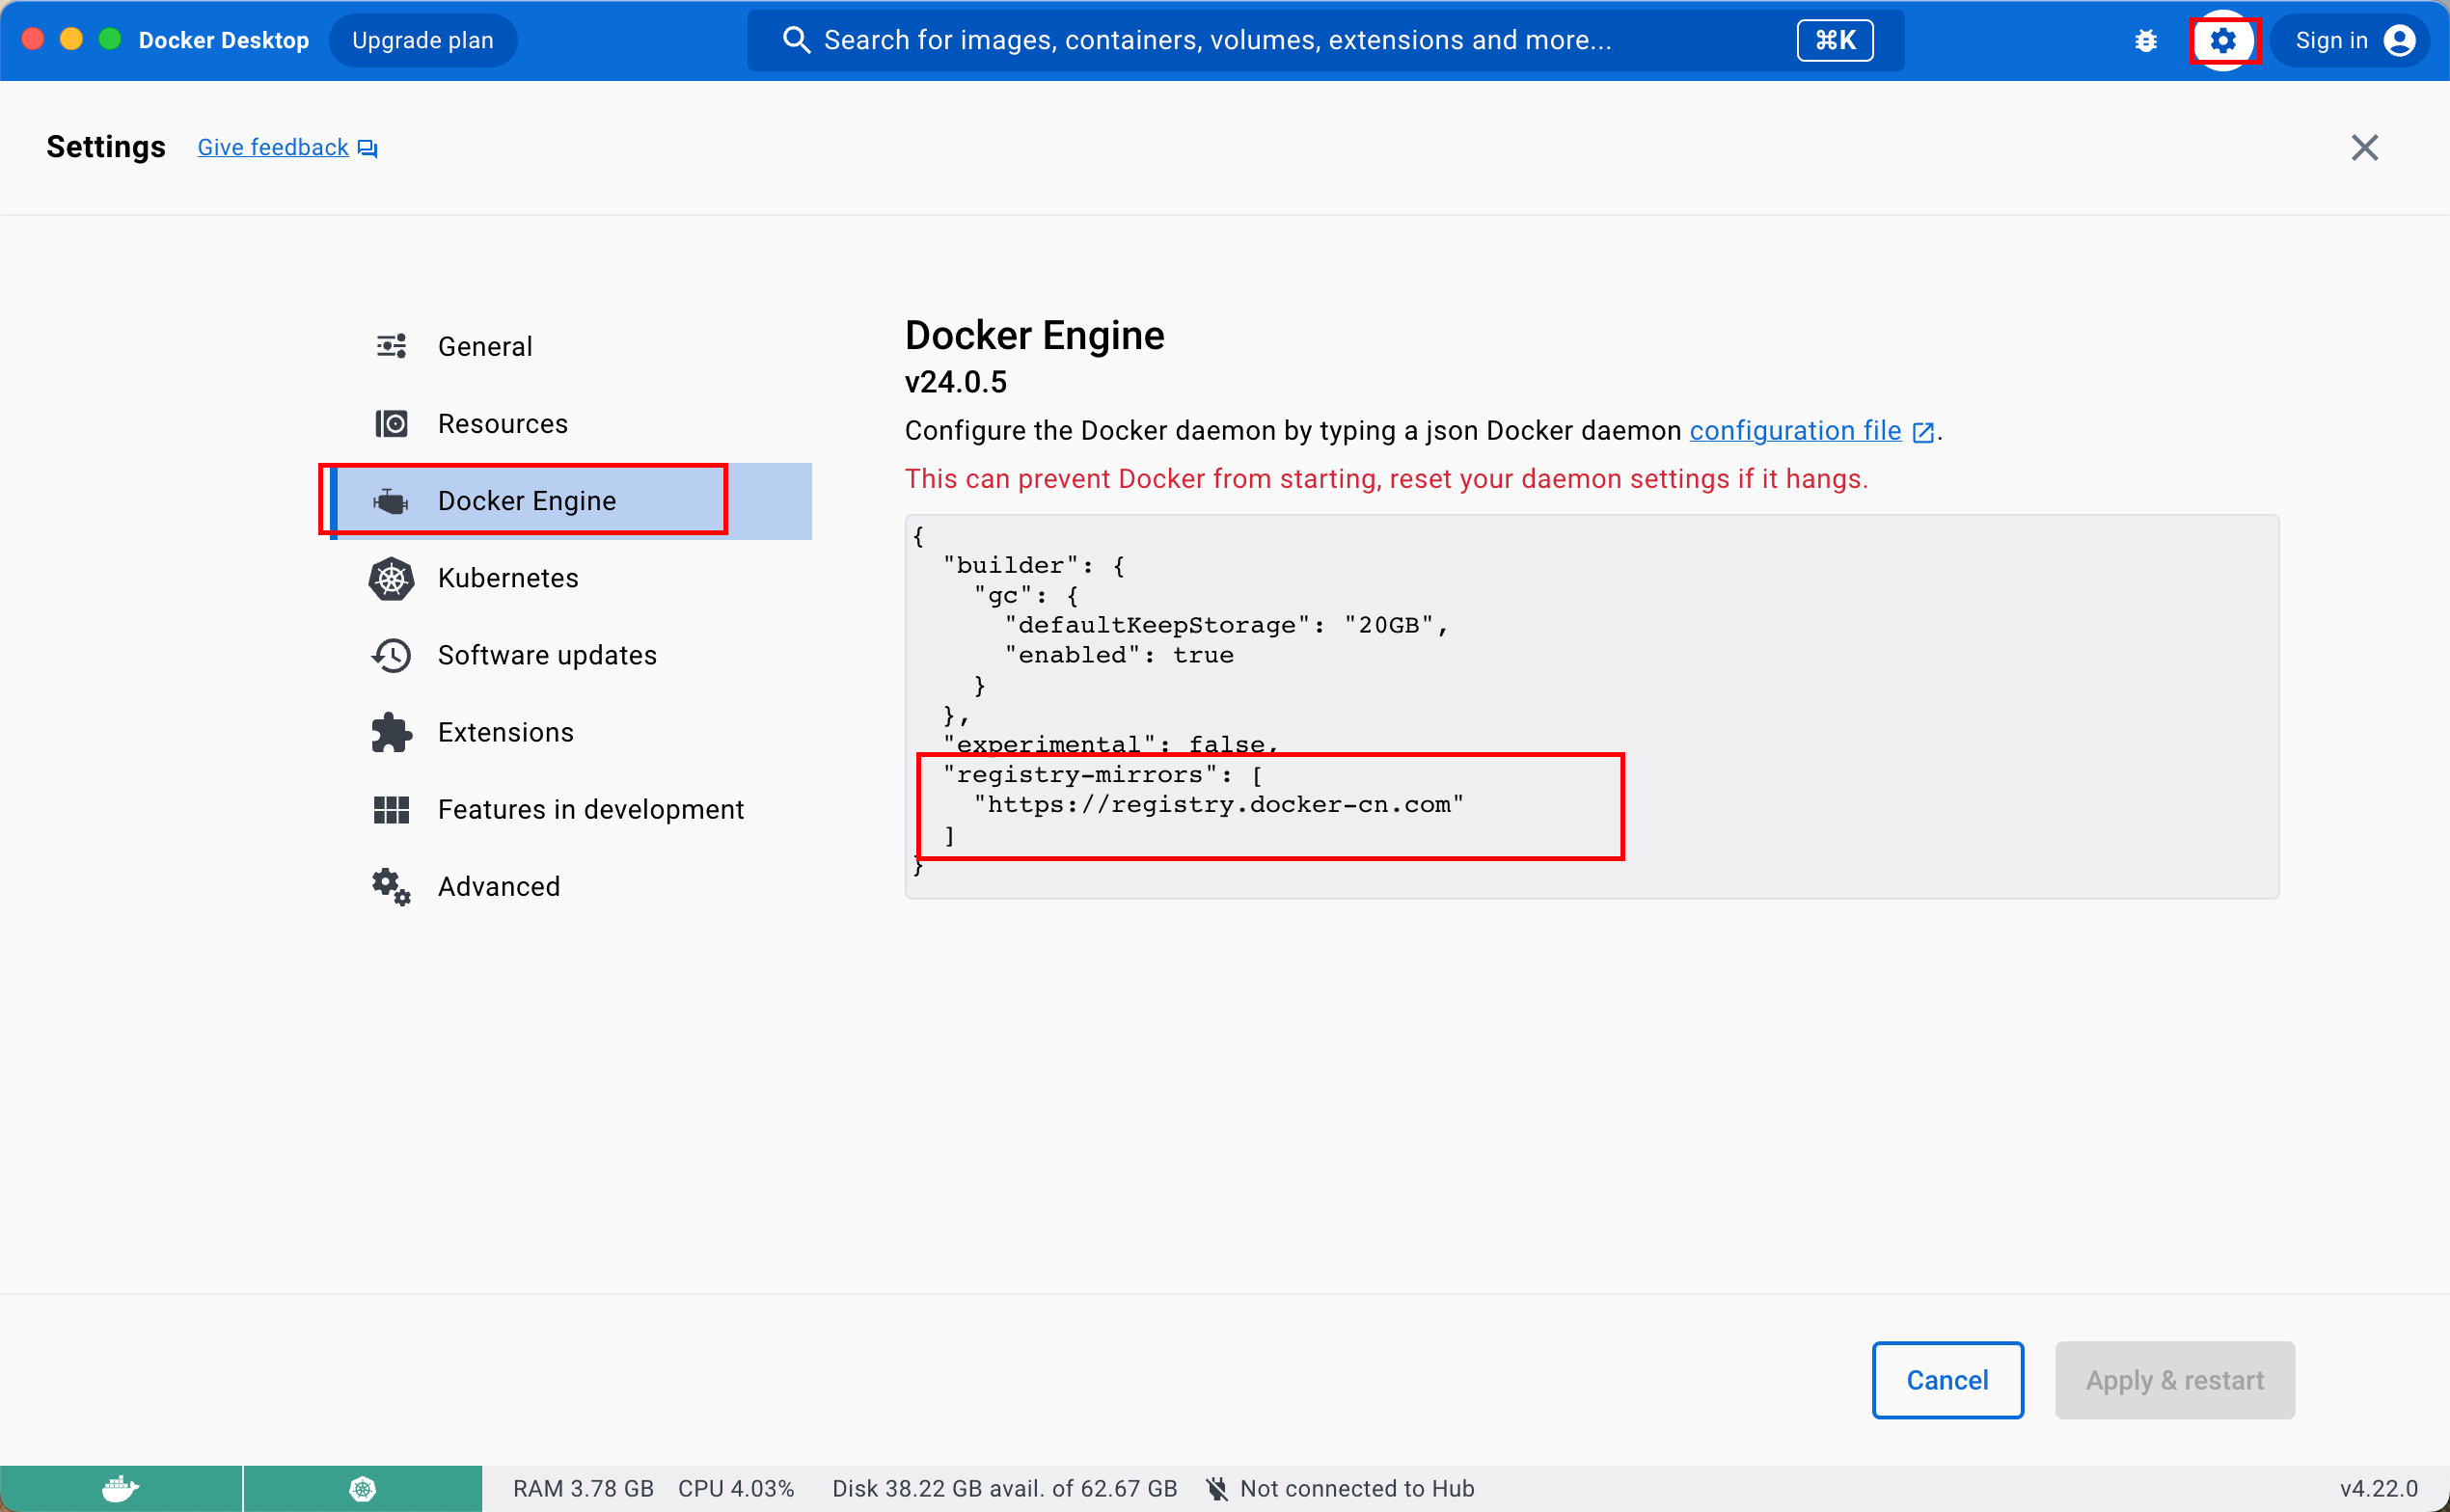 Docker Desktop Upgrade plan Search for images, containers, volumes, extensions and more... ⌘K Sign in
Settings Give feedback
General
Resources
Docker Engine
Kubernetes
Software updates
Extensions
Features in development
Advanced
Docker Engine
v24.0.5
Configure the Docker daemon by typing a json Docker daemon configuration file .
This can prevent Docker from starting, reset your daemon settings if it hangs.
{
  "builder": {
    "gc": {
      "defaultKeepStorage": "20GB",
      "enabled": true
    }
  },
  "experimental": false,
  "registry-mirrors": [
    "https://registry.docker-cn.com"
  ]
}
Cancel Apply & restart
RAM 3.78 GB CPU 4.03% Disk 38.22 GB avail. of 62.67 GB Not connected to Hub v4.22.0